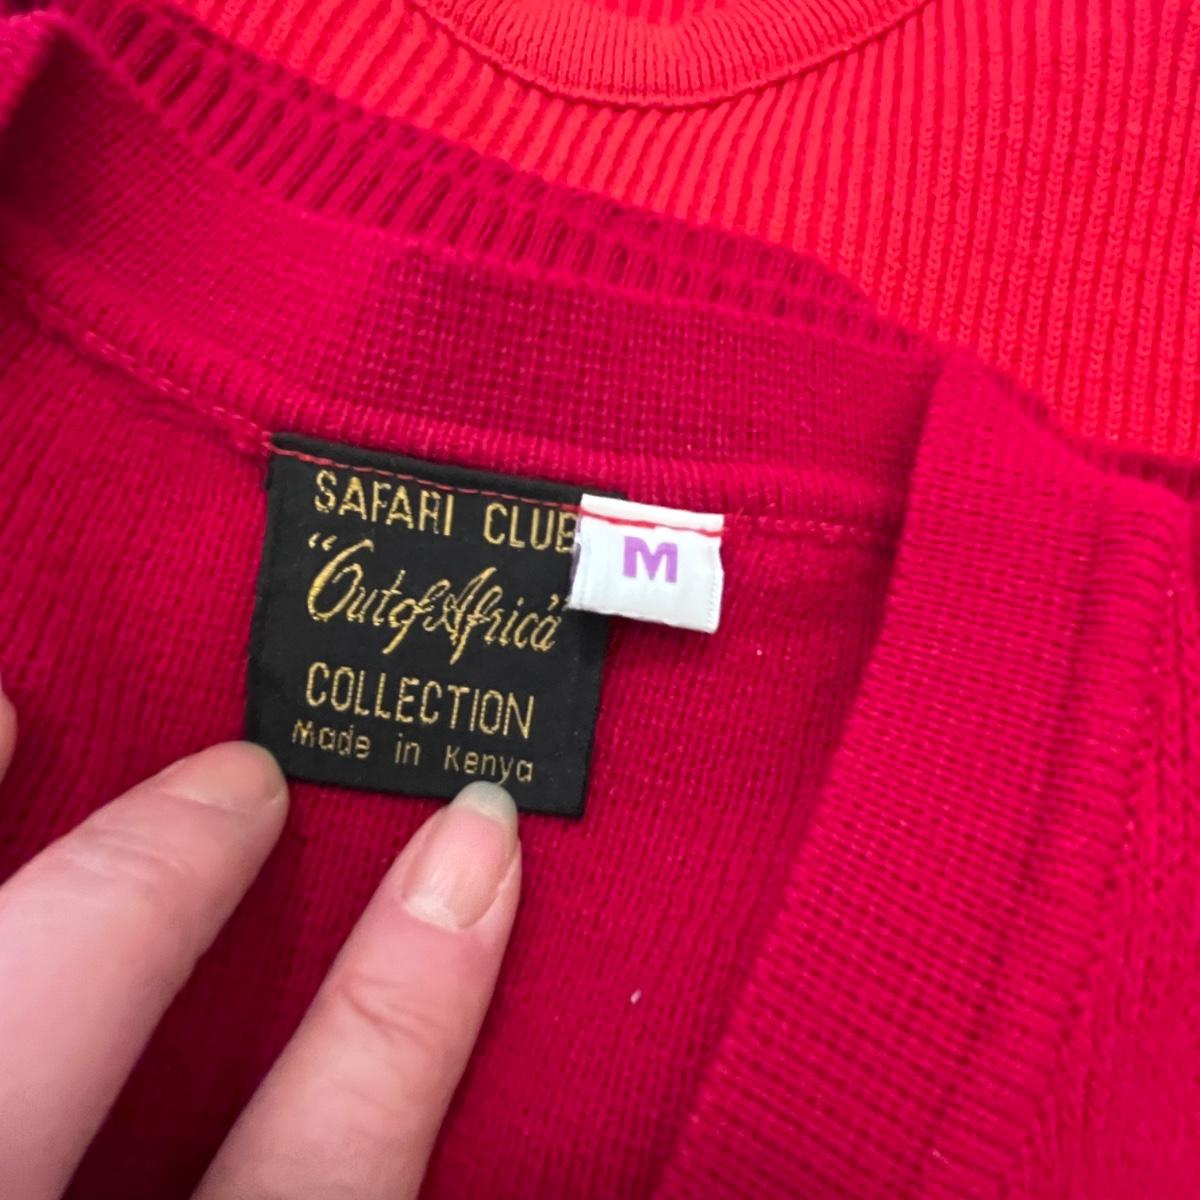 SAFARI CLUB
"Out of Africa"
COLLECTION
Made in Kenya
M